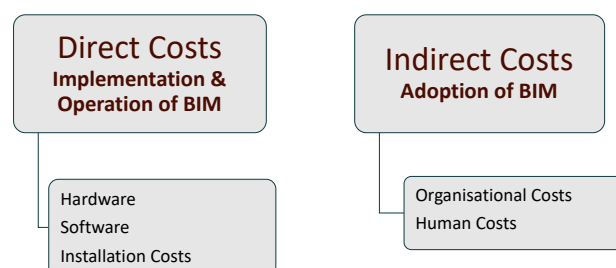 Direct Costs
Implementation &
Operation of BIM
Hardware
Software
Installation Costs
Indirect Costs
Adoption of BIM
Organisational Costs
Human Costs